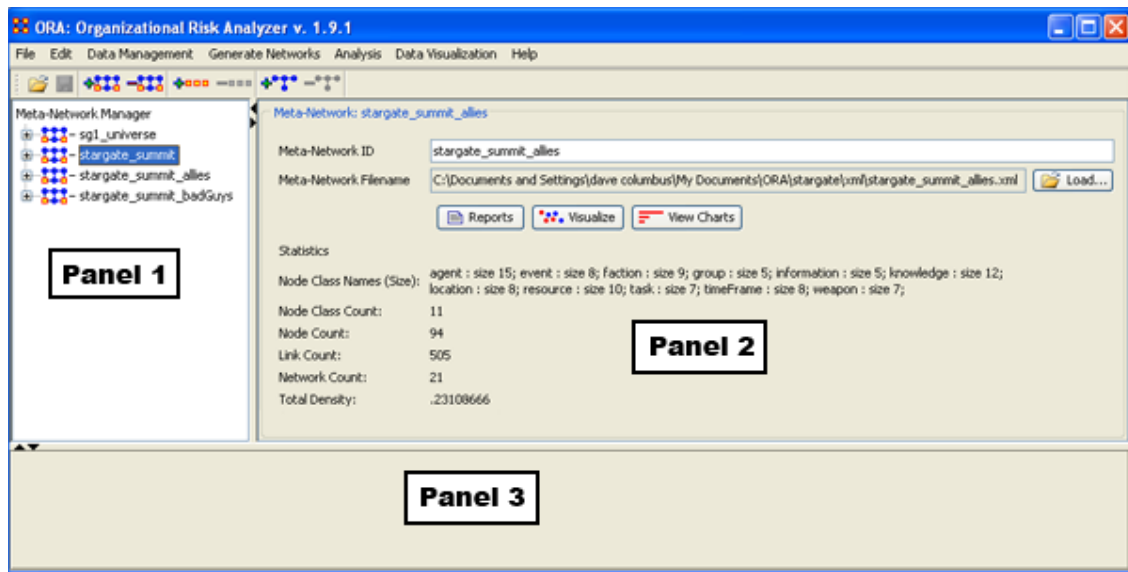 ORA: Organizational Risk Analyzer v. 1.9.1
File Edit Data Management Generate Networks Analysis Data Visualization Help
Meta-Network Manager
sg1_universe
stargate_summit
stargate_summit_allies
stargate_summit_badGuys
Panel 1
Meta-Network: stargate_summit_allies
Meta-Network ID stargate_summit_allies
Meta-Network Filename C:\Documents and Settings\dave columbus\My Documents\ORA\stargate\xml\stargate_summit_allies.xml Load...
Reports Visualize View Charts
Statistics
Node Class Names (Size): agent : size 15; event : size 8; faction : size 9; group : size 5; information : size 5; knowledge : size 12;
location : size 8; resource : size 10; task : size 7; timeFrame : size 8; weapon : size 7;
Node Class Count: 11
Node Count: 94
Link Count: 505
Network Count: 21
Total Density: .23108666
Panel 2
Panel 3